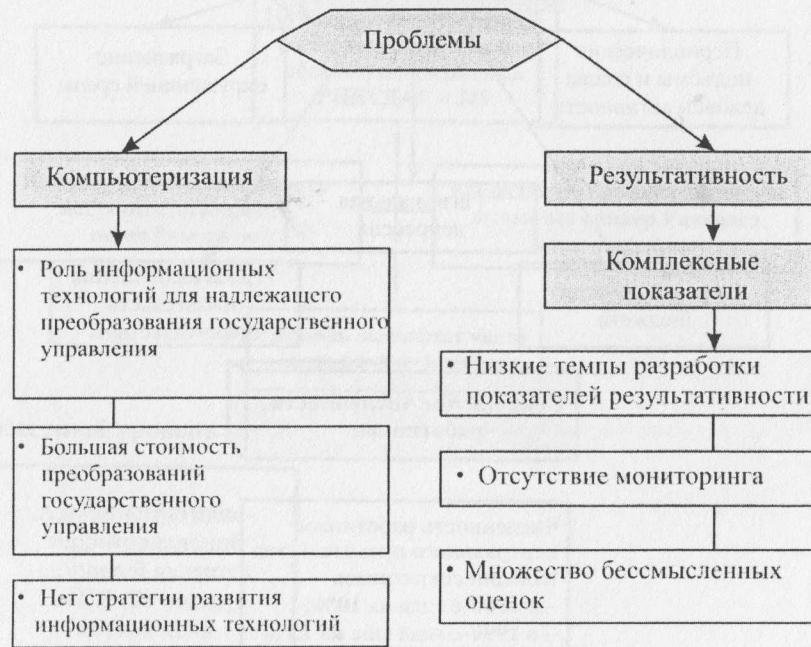 Проблемы
Компьютеризация
• Роль информационных
технологий для надлежащего
преобразования государственного
управления
• Большая стоимость
преобразований
государственного
управления
• Нет стратегии развития
информационных технологий
Результативность
Комплексные
показатели
• Низкие темпы разработки
показателей результативности
• Отсутствие мониторинга
• Множество бессмысленных
оценок